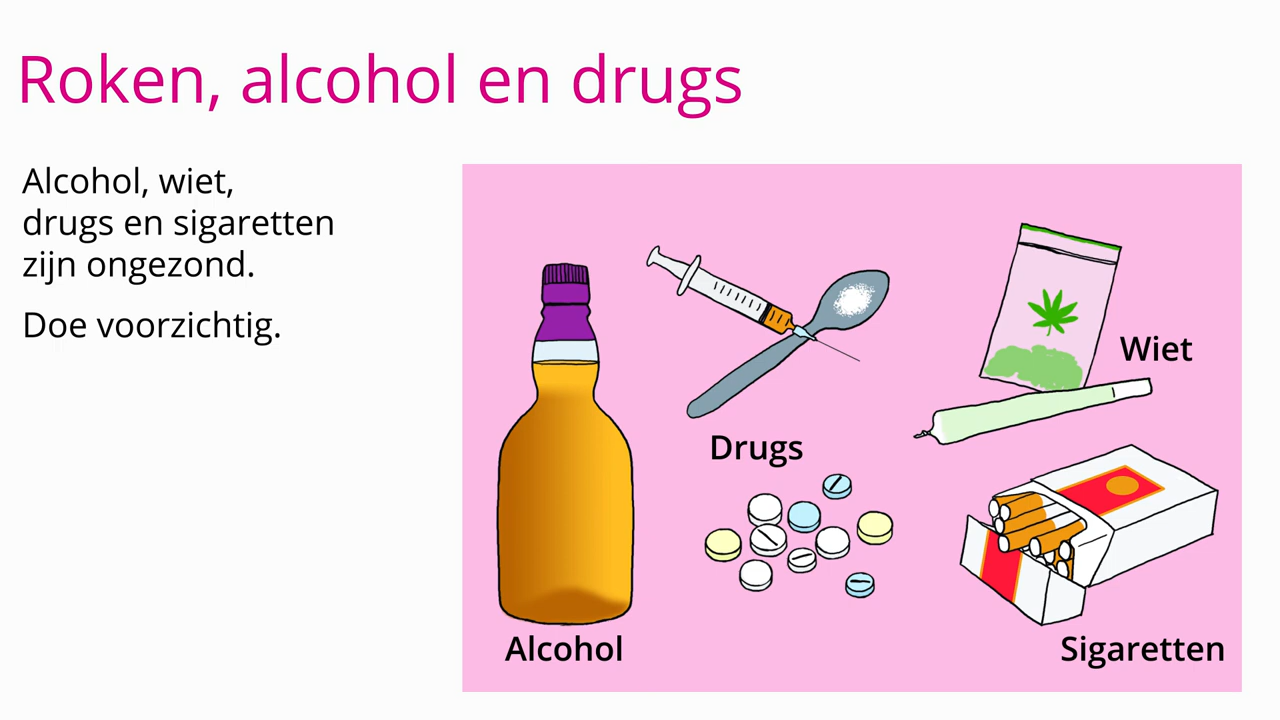 Roken, alcohol en drugs
Alcohol, wiet,
drugs en sigaretten
zijn ongezond.
Doe voorzichtig.
Wiet
Drugs
Alcohol
Sigaretten